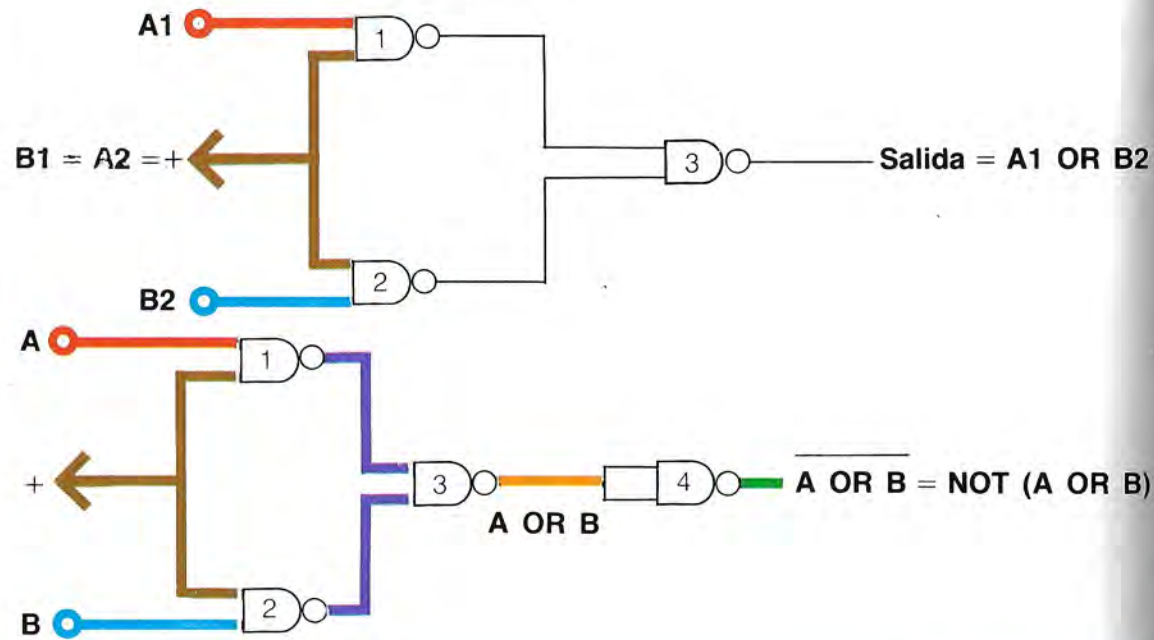 A1
1
B1 = A2 = +
3
Salida = A1 OR B2
2
B2
A
1
+
3
A OR B
4
A OR B = NOT (A OR B)
2
B